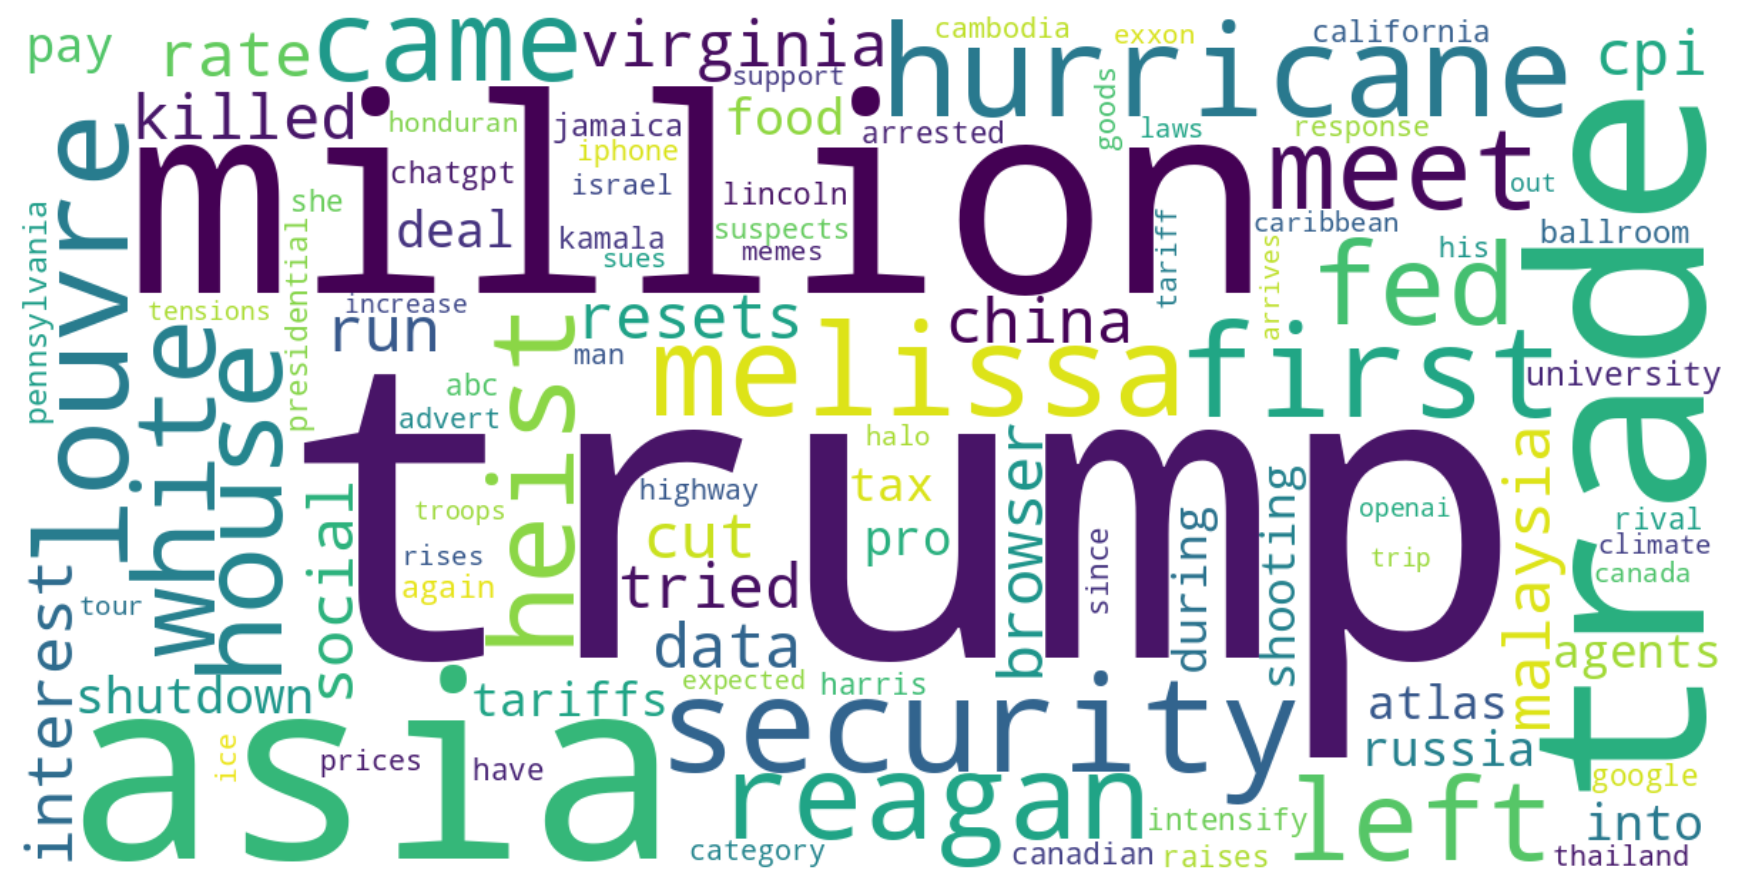 pay
rate
came
virginia
support
hurricane
cambodia
exxon
california
cpi
killed
honduran
jamaica
food
arrested
goods
laws
response
louvre
million
iphone
chatgpt
israel
lincoln
meet
out
trade
pennsylvania
she
deal
kamala
suspects
sues
memes
tariff
caribbean
ballroom
his
presidential
tensions
increase
run
resets
china
arrives
fed
white
house
heist
man
melissa
first
university
abc
advert
trump
halo
browser
malaysia
highway
tax
social
troops
cut
pro
since
during
shooting
openai
rival
climate
rises
again
tried
trip
canada
interest
tour
data
agents
shutdown
tariffs
expected
harris
security
atlas
russia
asia
ice
prices
have
google
reagan
intensify
left
into
category
canadian
raises
thailand